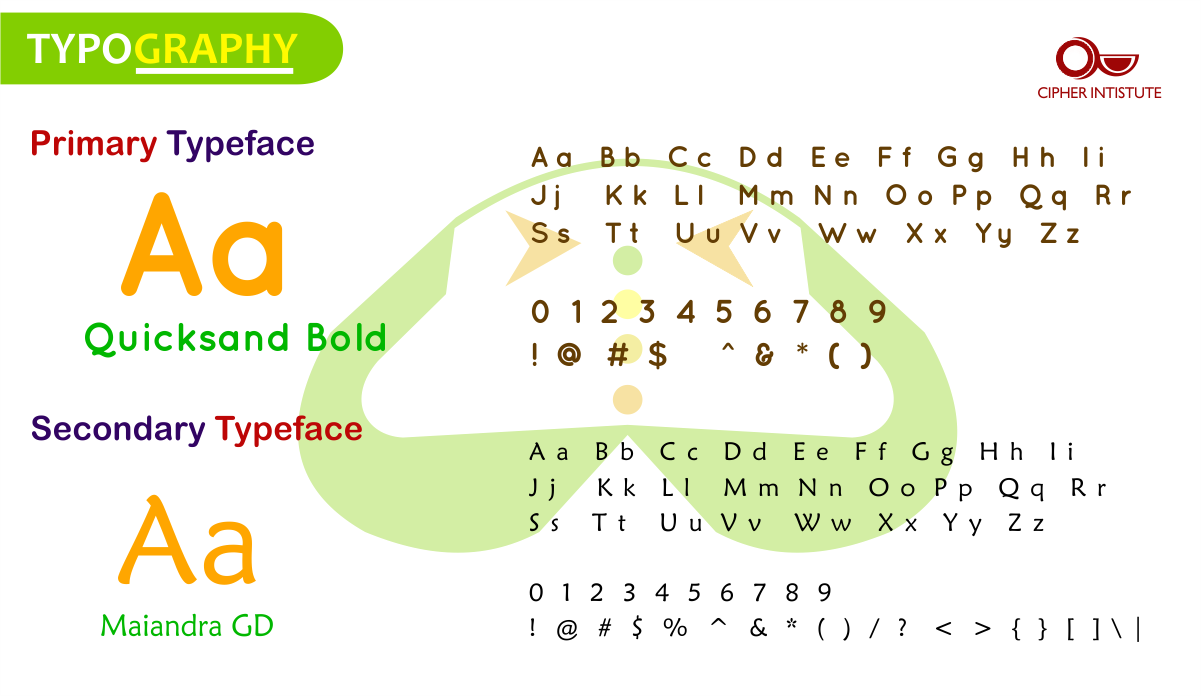 TYPOGRAPHY
CIPHER INTISTUTE
Primary Typeface
Aa
Quicksand Bold
Aa Bb Cc Dd Ee Ff Gg Hh Ii
Jj Kk Ll Mm Nn Oo Pp Qq Rr
Ss Tt Uu Vv Ww Xx Yy Zz
0 1 2 3 4 5 6 7 8 9
! @ # $ ^ & * ( )
Secondary Typeface
Aa
Maiandra GD
Aa Bb Cc Dd Ee Ff Gg Hh Ii
Jj Kk Ll Mm Nn Oo Pp Qq Rr
Ss Tt Uu Vv Ww Xx Yy Zz
0 1 2 3 4 5 6 7 8 9
! @ # $ % ^ & * ( ) / ? < > { } [ ] \ |